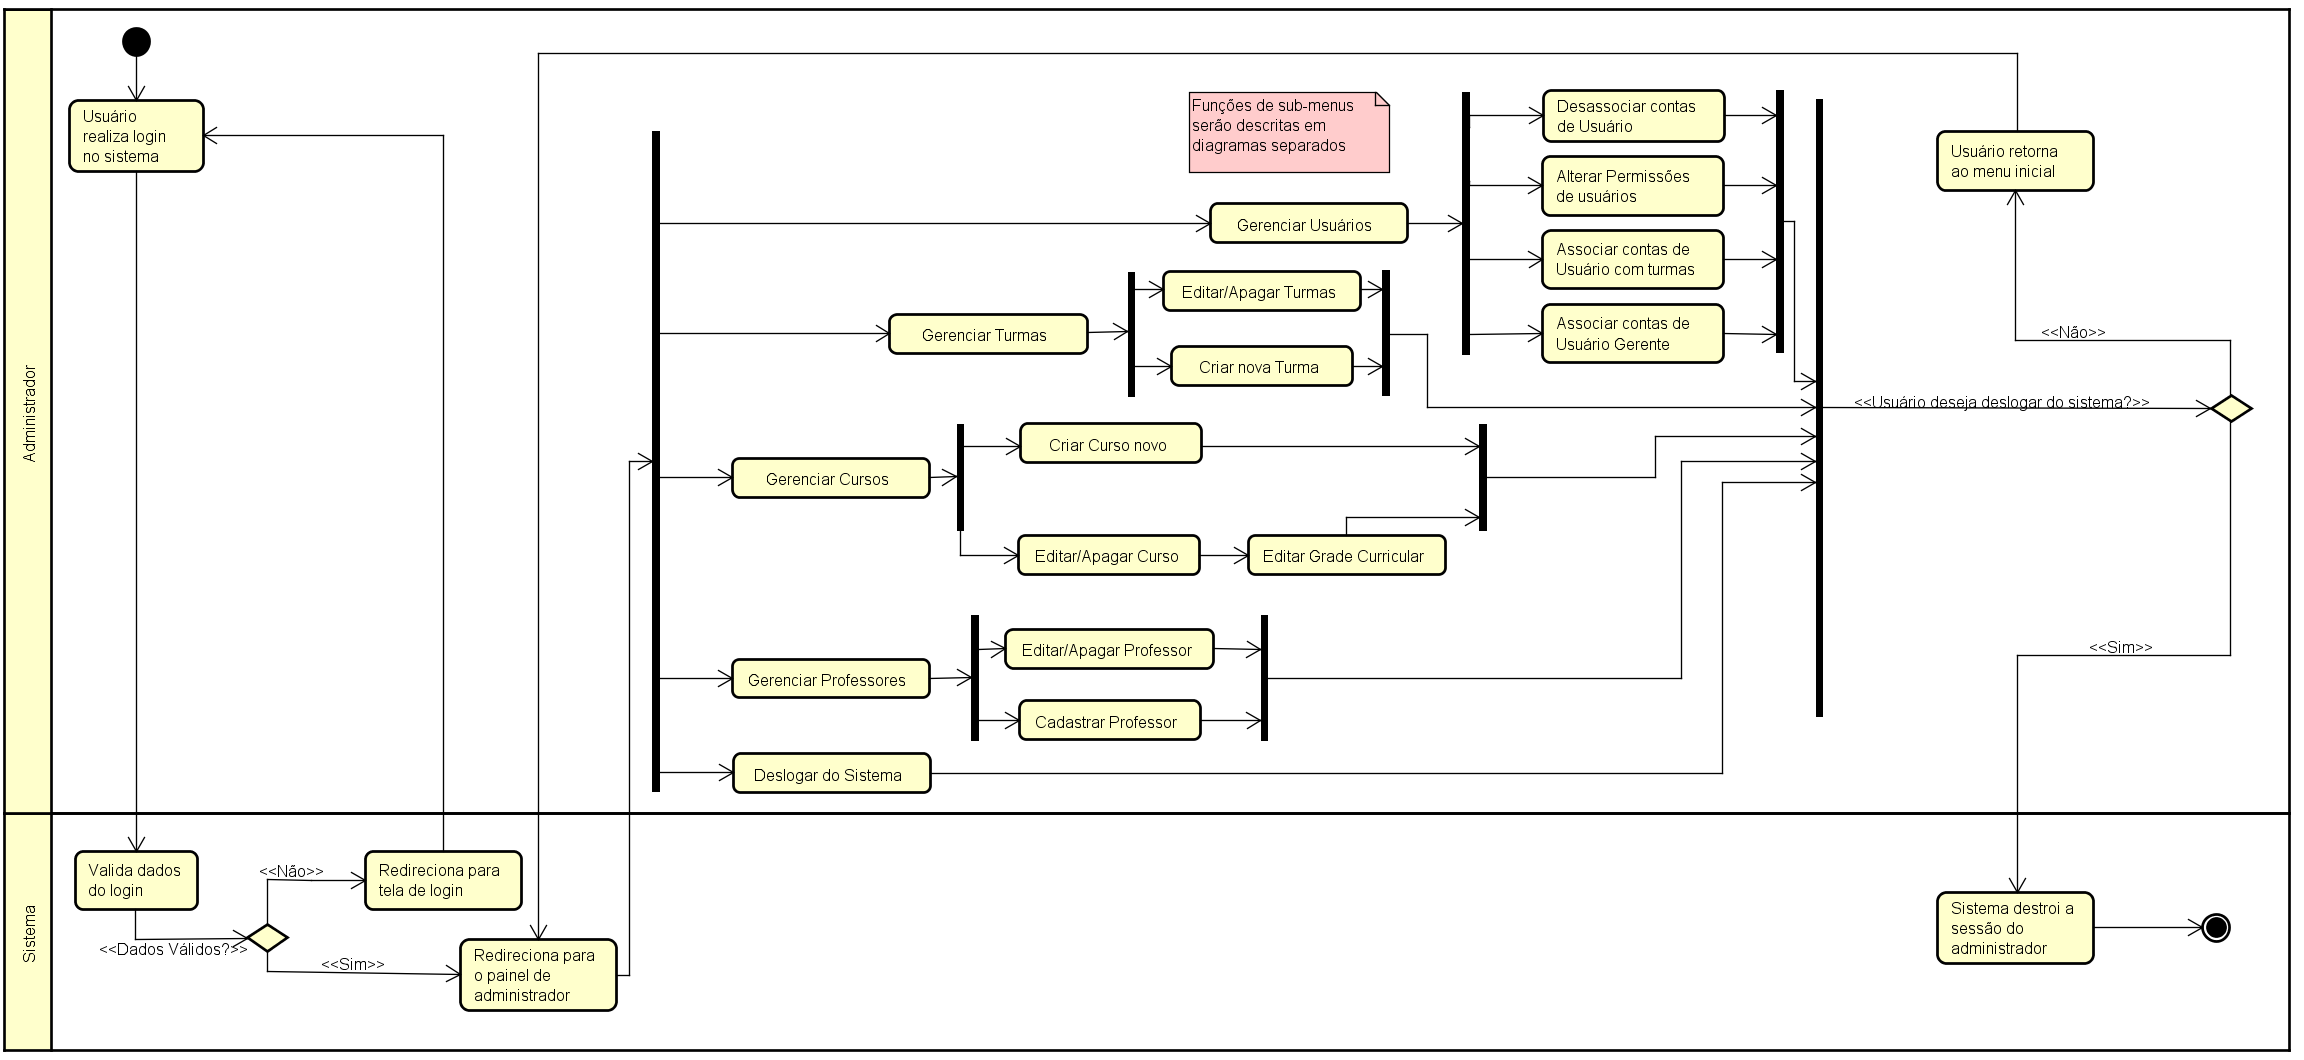 Administrador
Usuário
realiza login
no sistema
Funções de sub-menus
serão descritas em
diagramas separados
Desassociar contas
de Usuário
Alterar Permissões
de usuários
Associar contas de
Usuário com turmas
Associar contas de
Usuário Gerente
Usuário retorna
ao menu inicial
Gerenciar Usuários
Editar/Apagar Turmas
Gerenciar Turmas
Criar nova Turma
<<Não>>
<<Usuário deseja deslogar do sistema?>>
Criar Curso novo
Gerenciar Cursos
Editar/Apagar Curso
Editar Grade Curricular
Editar/Apagar Professor
Gerenciar Professores
Cadastrar Professor
Deslogar do Sistema
<<Sim>>
Sistema
Valida dados
do login
<<Dados Válidos?>>
<<Não>>
Redireciona para
tela de login
<<Sim>>
Redireciona para
o painel de
administrador
Sistema destroi a
sessão do
administrador